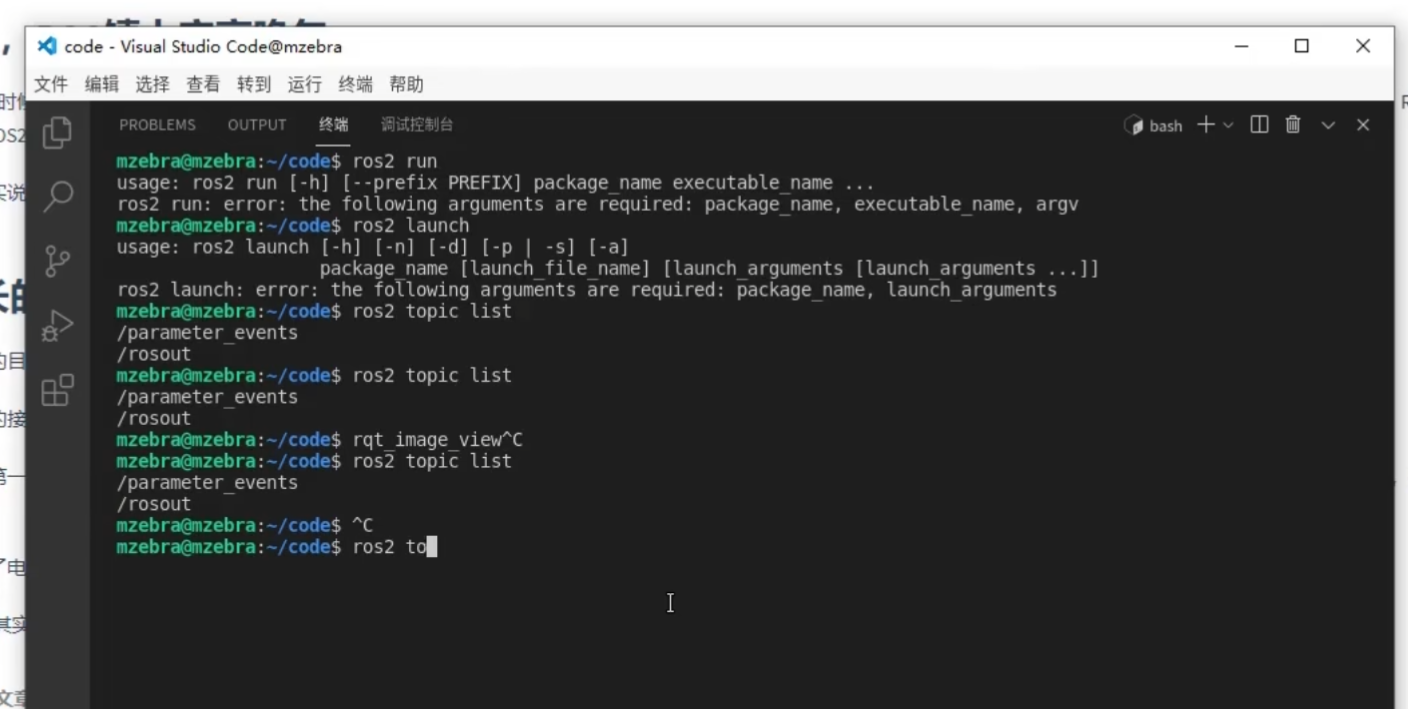 code - Visual Studio Code@mzebra
文件 编辑 选择 查看 转到 运行 终端 帮助
PROBLEMS OUTPUT 终端 调试控制台 bash
mzebra@mzebra:~/code$ ros2 run
usage: ros2 run [-h] [--prefix PREFIX] package_name executable_name ...
ros2 run: error: the following arguments are required: package_name, executable_name, argv
mzebra@mzebra:~/code$ ros2 launch
usage: ros2 launch [-h] [-n] [-d] [-p | -s] [-a]
package_name [launch_file_name] [launch_arguments [launch_arguments ...]]
ros2 launch: error: the following arguments are required: package_name, launch_arguments
mzebra@mzebra:~/code$ ros2 topic list
/parameter_events
/rosout
mzebra@mzebra:~/code$ ros2 topic list
/parameter_events
/rosout
mzebra@mzebra:~/code$ rqt_image_view^C
mzebra@mzebra:~/code$ ros2 topic list
/parameter_events
/rosout
mzebra@mzebra:~/code$ ^C
mzebra@mzebra:~/code$ ros2 to